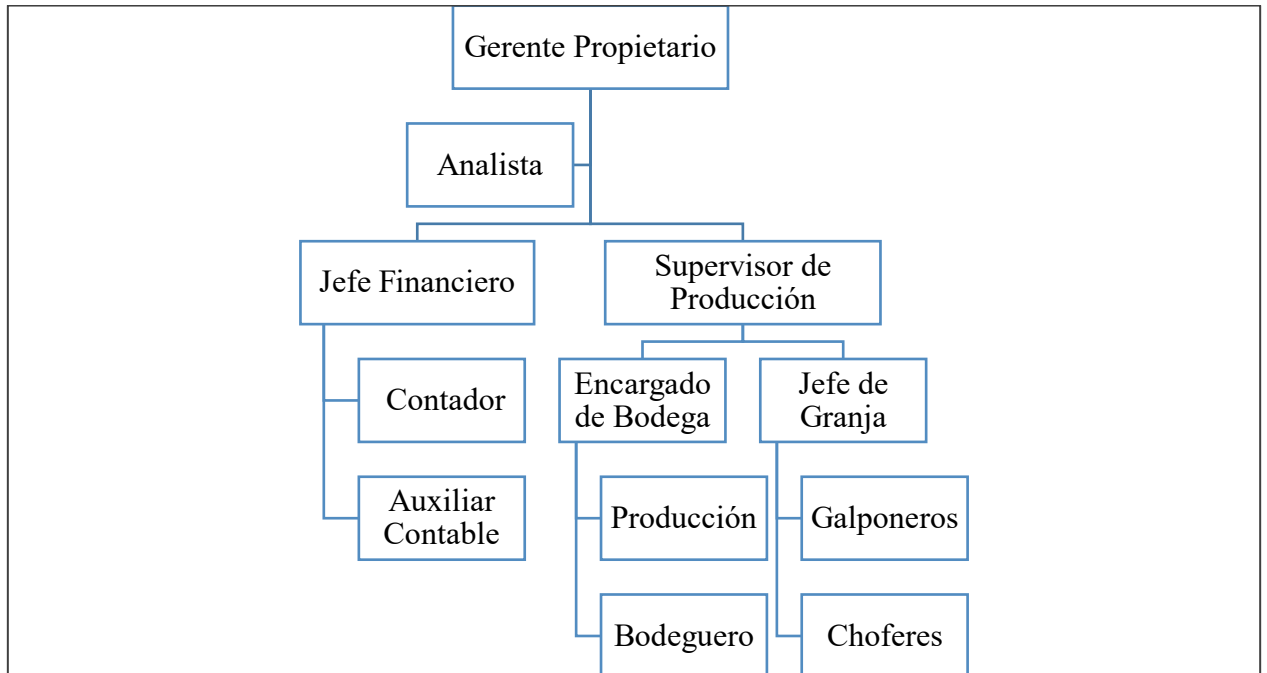 Gerente Propietario
Analista
Jefe Financiero
Supervisor de
Producción
Contador
Auxiliar
Contable
Encargado
de Bodega
Jefe de
Granja
Producción
Bodeguero
Galponeros
Choferes